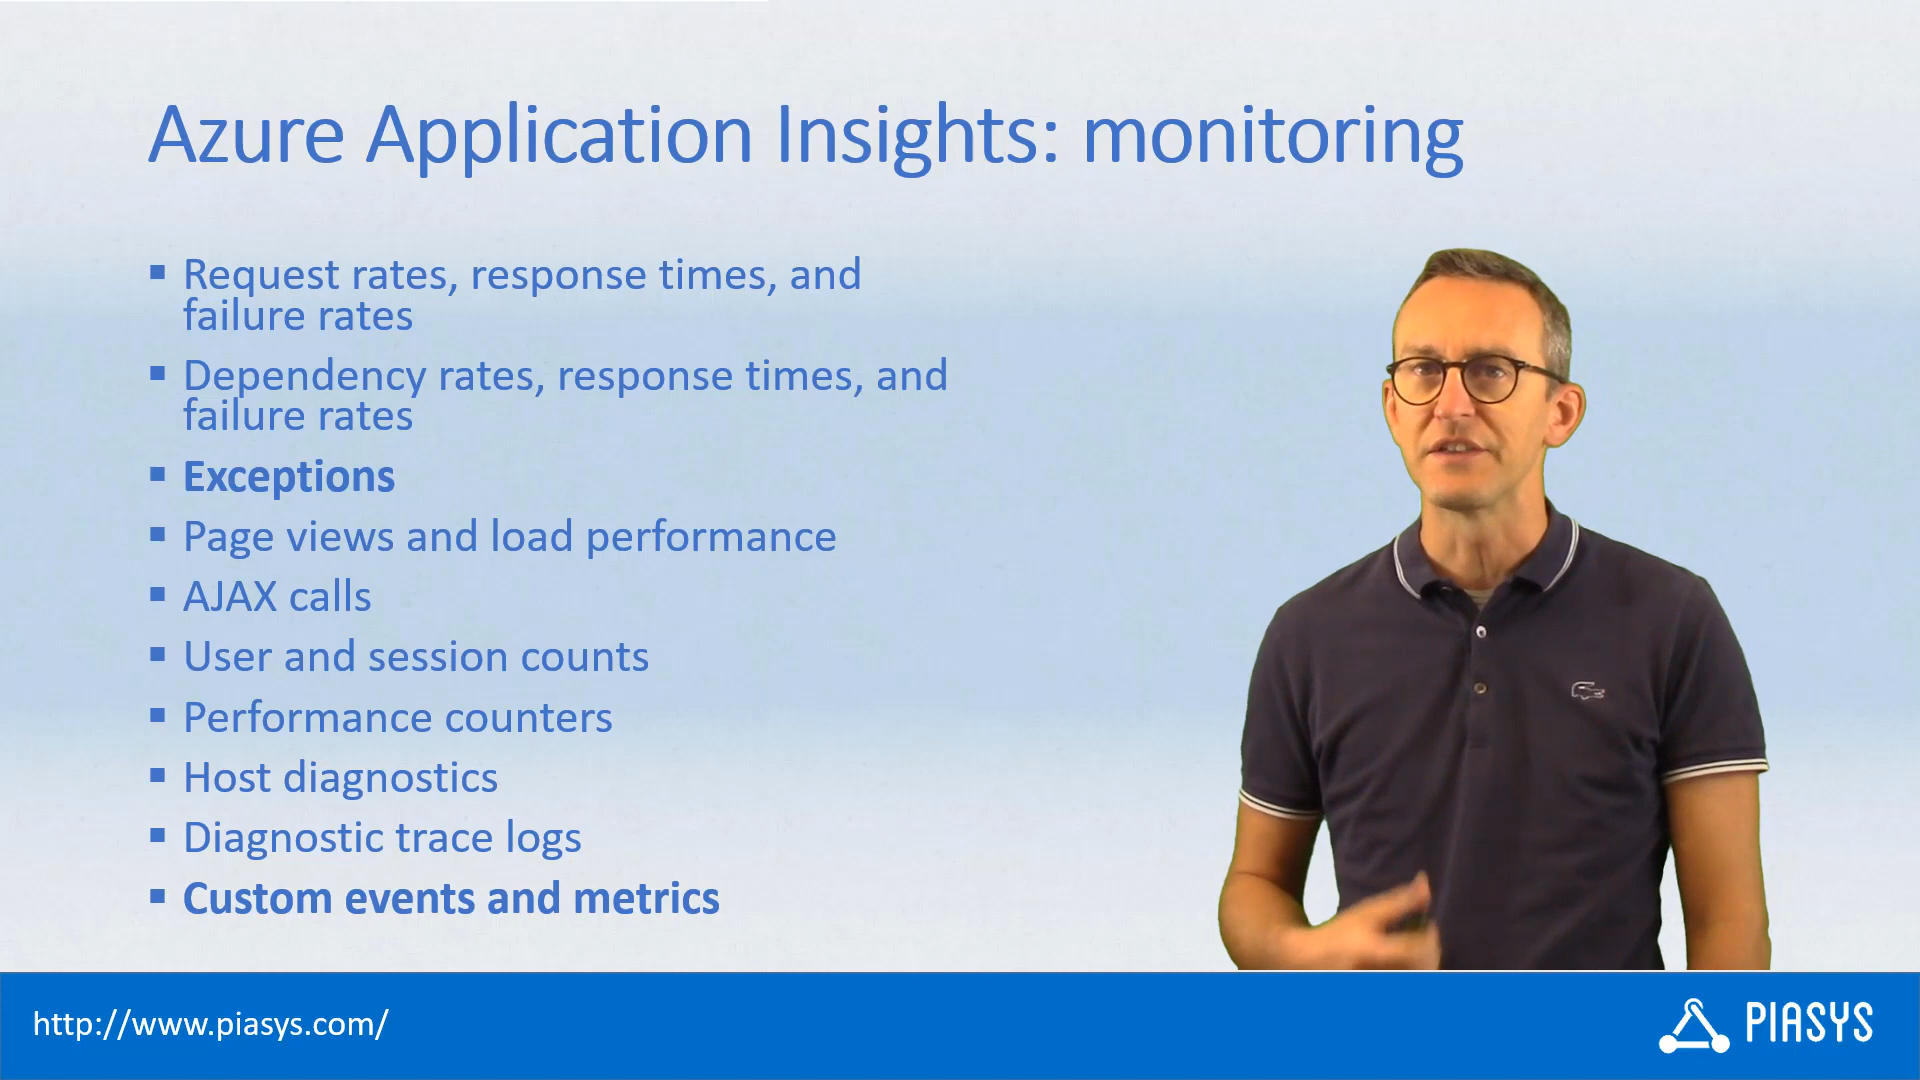 Azure Application Insights: monitoring
▪ Request rates, response times, and
failure rates
▪ Dependency rates, response times, and
failure rates
▪ Exceptions
▪ Page views and load performance
▪ AJAX calls
▪ User and session counts
▪ Performance counters
▪ Host diagnostics
▪ Diagnostic trace logs
▪ Custom events and metrics
http://www.piasys.com/
PIASYS